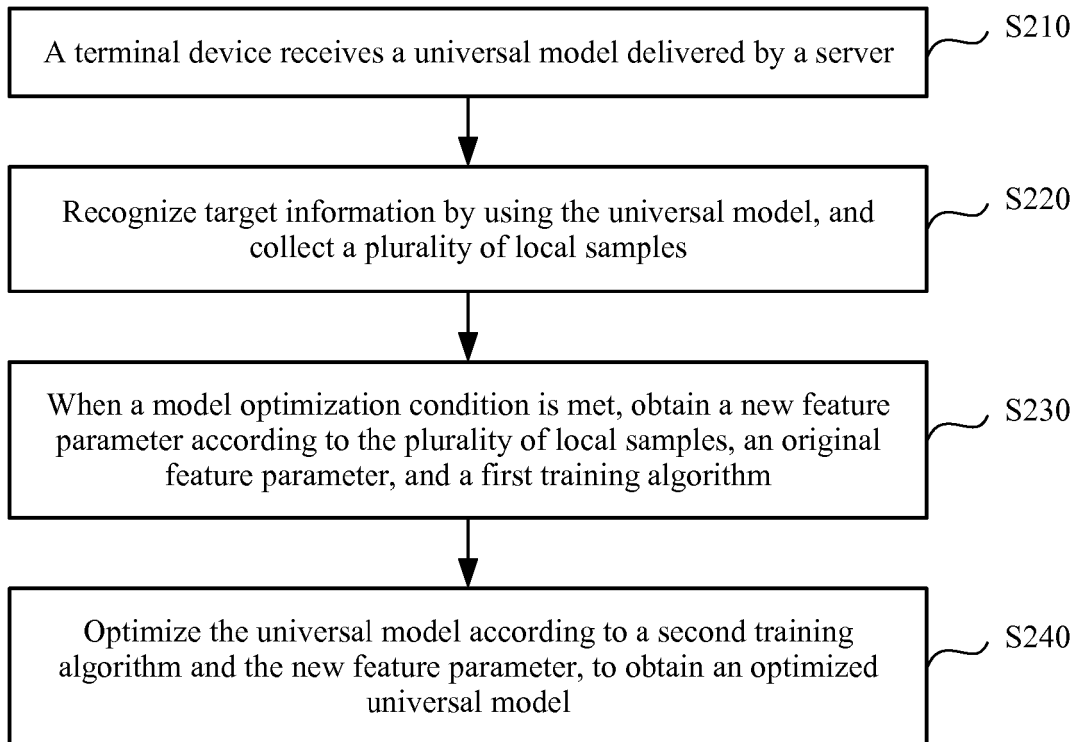 A terminal device receives a universal model delivered by a server
S210
Recognize target information by using the universal model, and
collect a plurality of local samples
S220
When a model optimization condition is met, obtain a new feature
parameter according to the plurality of local samples, an original
feature parameter, and a first training algorithm
S230
Optimize the universal model according to a second training
algorithm and the new feature parameter, to obtain an optimized
universal model
S240